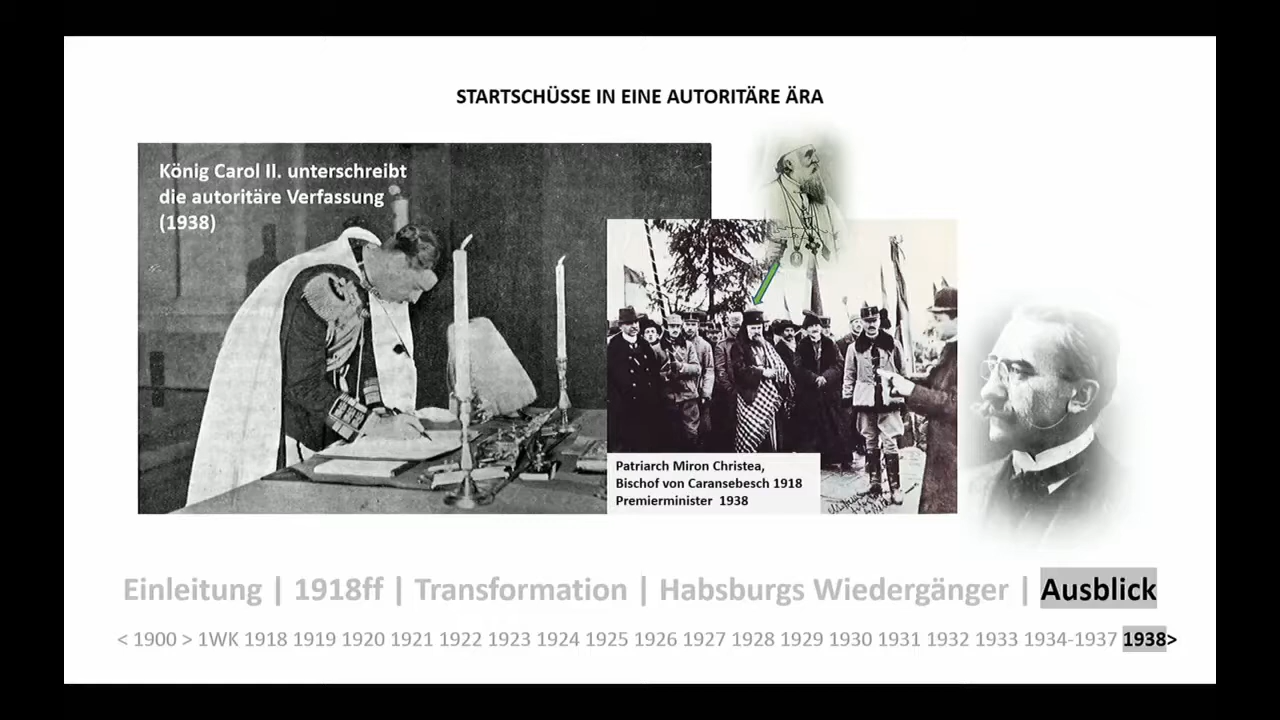 STARTSCHÜSSE IN EINE AUTORITÄRE ÄRA
König Carol II. unterschreibt
die autoritäre Verfassung
(1938)
Patriarch Miron Christea,
Bischof von Caransebesch 1918
Premierminister 1938
Einleitung | 1918ff | Transformation | Habsburgs Wiedergänger | Ausblick
< 1900 > 1WK 1918 1919 1920 1921 1922 1923 1924 1925 1926 1927 1928 1929 1930 1931 1932 1933 1934-1937 1938>